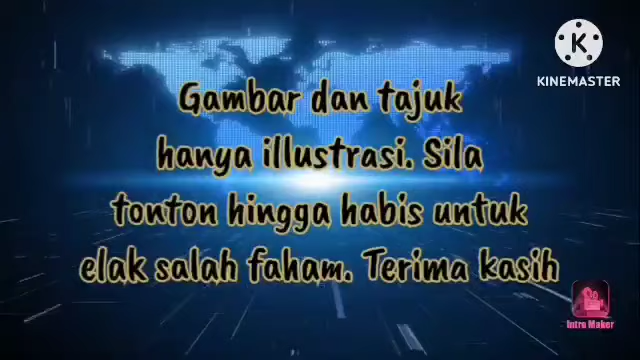 KINEMASTER
Gambar dan tajuk
hanya illustrasi. Sila
tonton hingga habis untuk
elak salah faham. Terima kasih
Intro Maker